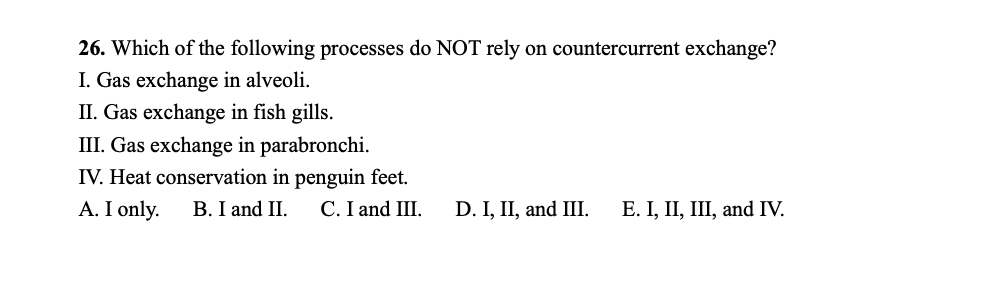 26. Which of the following processes do NOT rely on countercurrent exchange?
I. Gas exchange in alveoli.
II. Gas exchange in fish gills.
III. Gas exchange in parabronchi.
IV. Heat conservation in penguin feet.
A. I only. B. I and II. C. I and III. D. I, II, and III. E. I, II, III, and IV.